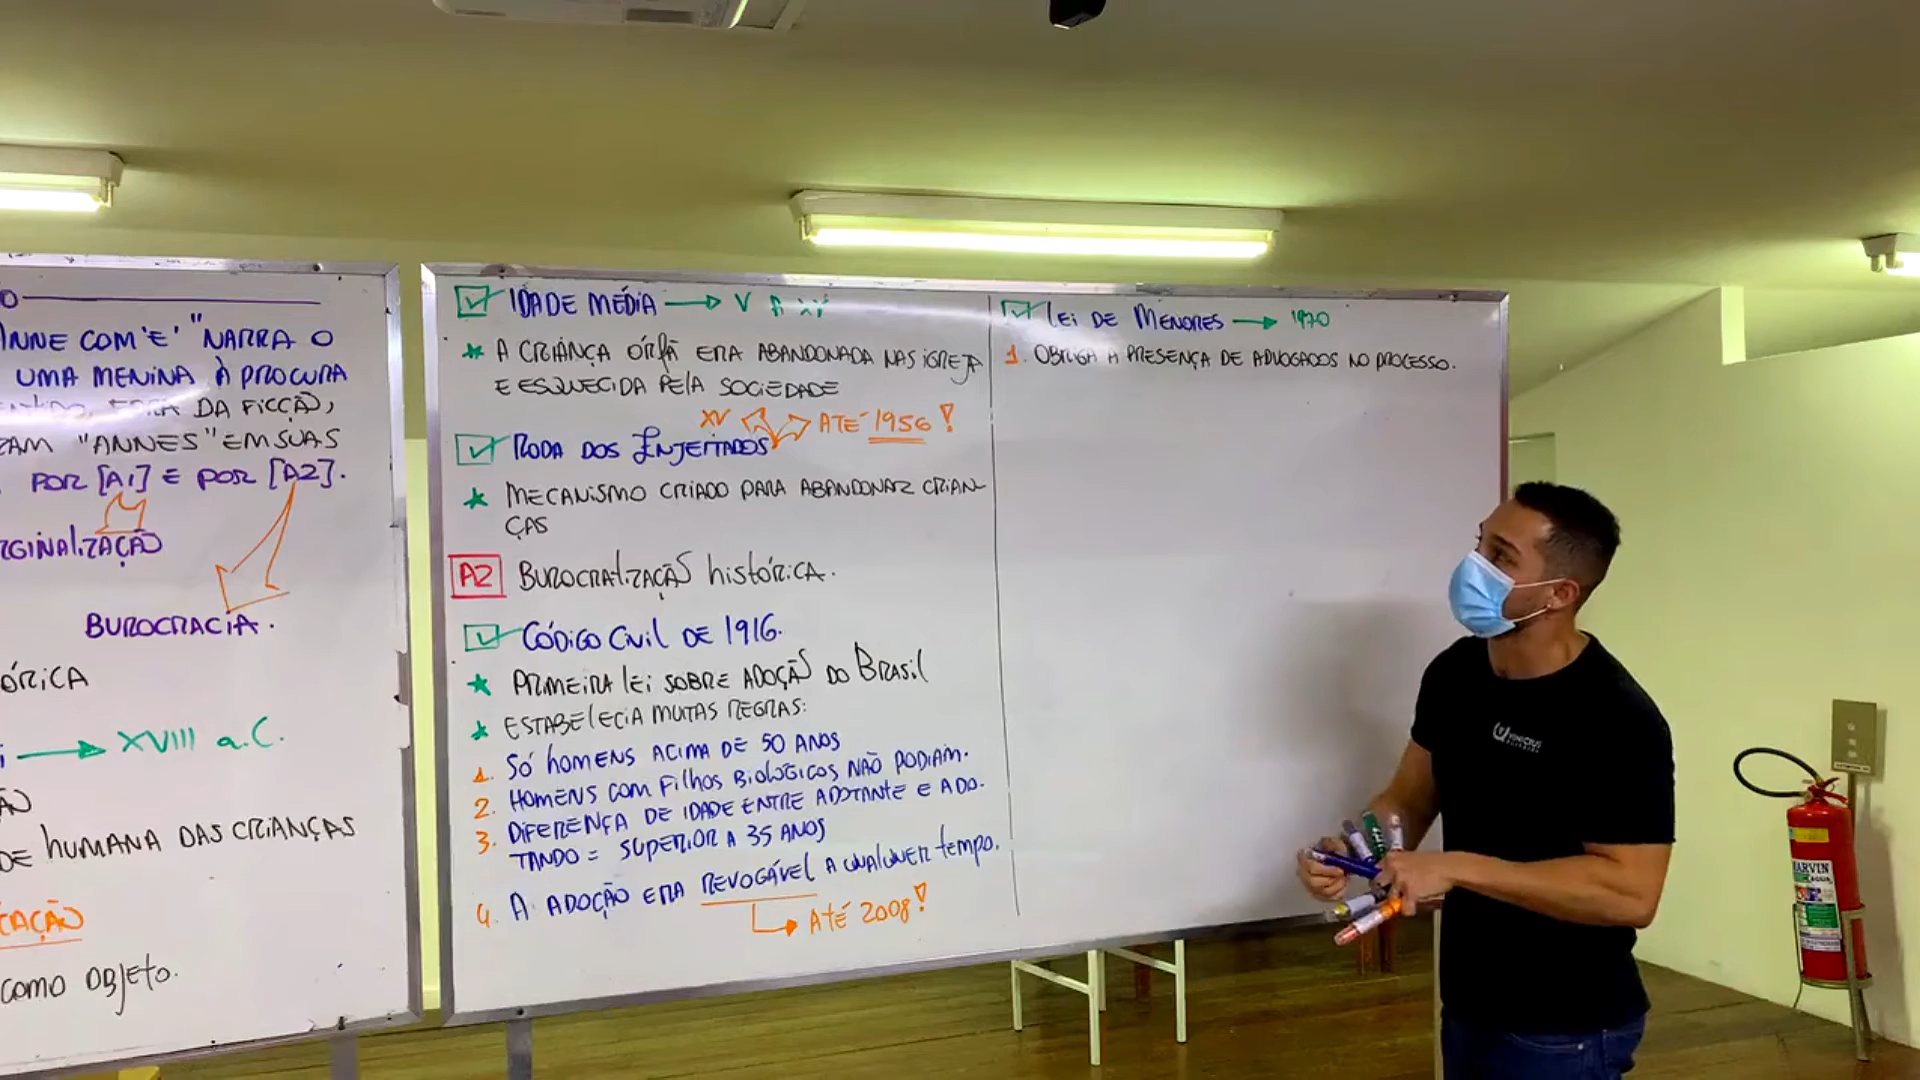 ANNE COM 'E'" NARRA O
UMA MENINA À PROCURA
DA FICÇÃO,
"ANNES" EM SUAS
POR [A1] E POR [A2].
BUROCRACIA.
XVIII a.C.
DE HUMANA DAS CRIANÇAS
COMO OBJETO.
IDADE MÉDIA → V A XV
* A CRIANÇA ÓRFÃ ERA ABANDONADA NAS IGREJA
E ESQUECIDA PELA SOCIEDADE
XV ATÉ 1956!
RODA DOS ENJEITADOS
* MECANISMO CRIADO PARA ABANDONAR CRIAN-
ÇAS
A2 BUROCRATIZAÇÃO HISTÓRICA.
CÓDIGO CIVIL DE 1916.
* PRIMEIRA LEI SOBRE ADOÇÃO DO BRASIL
* ESTABELECIA MUITAS REGRAS:
1. SÓ HOMENS ACIMA DE 50 ANOS
2. HOMENS COM FILHOS BIOLÓGICOS NÃO PODIAM.
3. DIFERENÇA DE IDADE ENTRE ADOTANTE E ADO-
TANDO = SUPERIOR A 35 ANOS
4. A ADOÇÃO ERA REVOGÁVEL A QUALQUER TEMPO.
→ ATÉ 2008!
LEI DE MENORES → 1970
1. OBRIGA A PRESENÇA DE ADVOGADOS NO PROCESSO.
MARVIN
ÁGUA